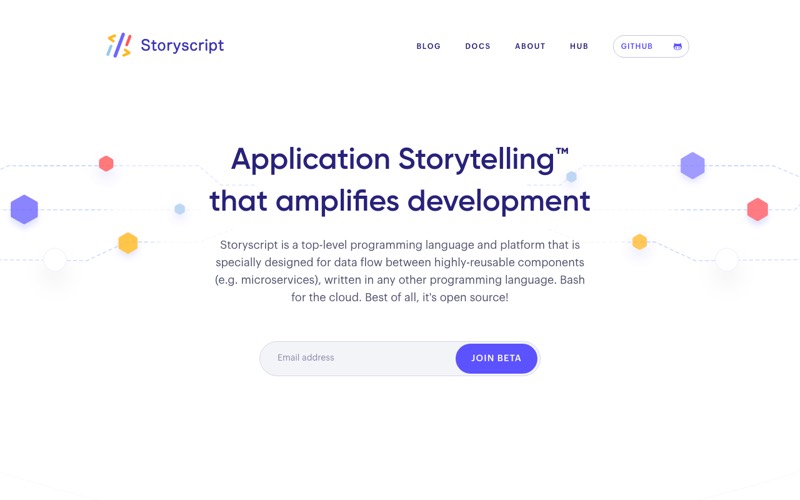 Storyscript
BLOG DOCS ABOUT HUB GITHUB
Application Storytelling™
that amplifies development
Storyscript is a top-level programming language and platform that is
specially designed for data flow between highly-reusable components
(e.g. microservices), written in any other programming language. Bash
for the cloud. Best of all, it's open source!
Email address JOIN BETA